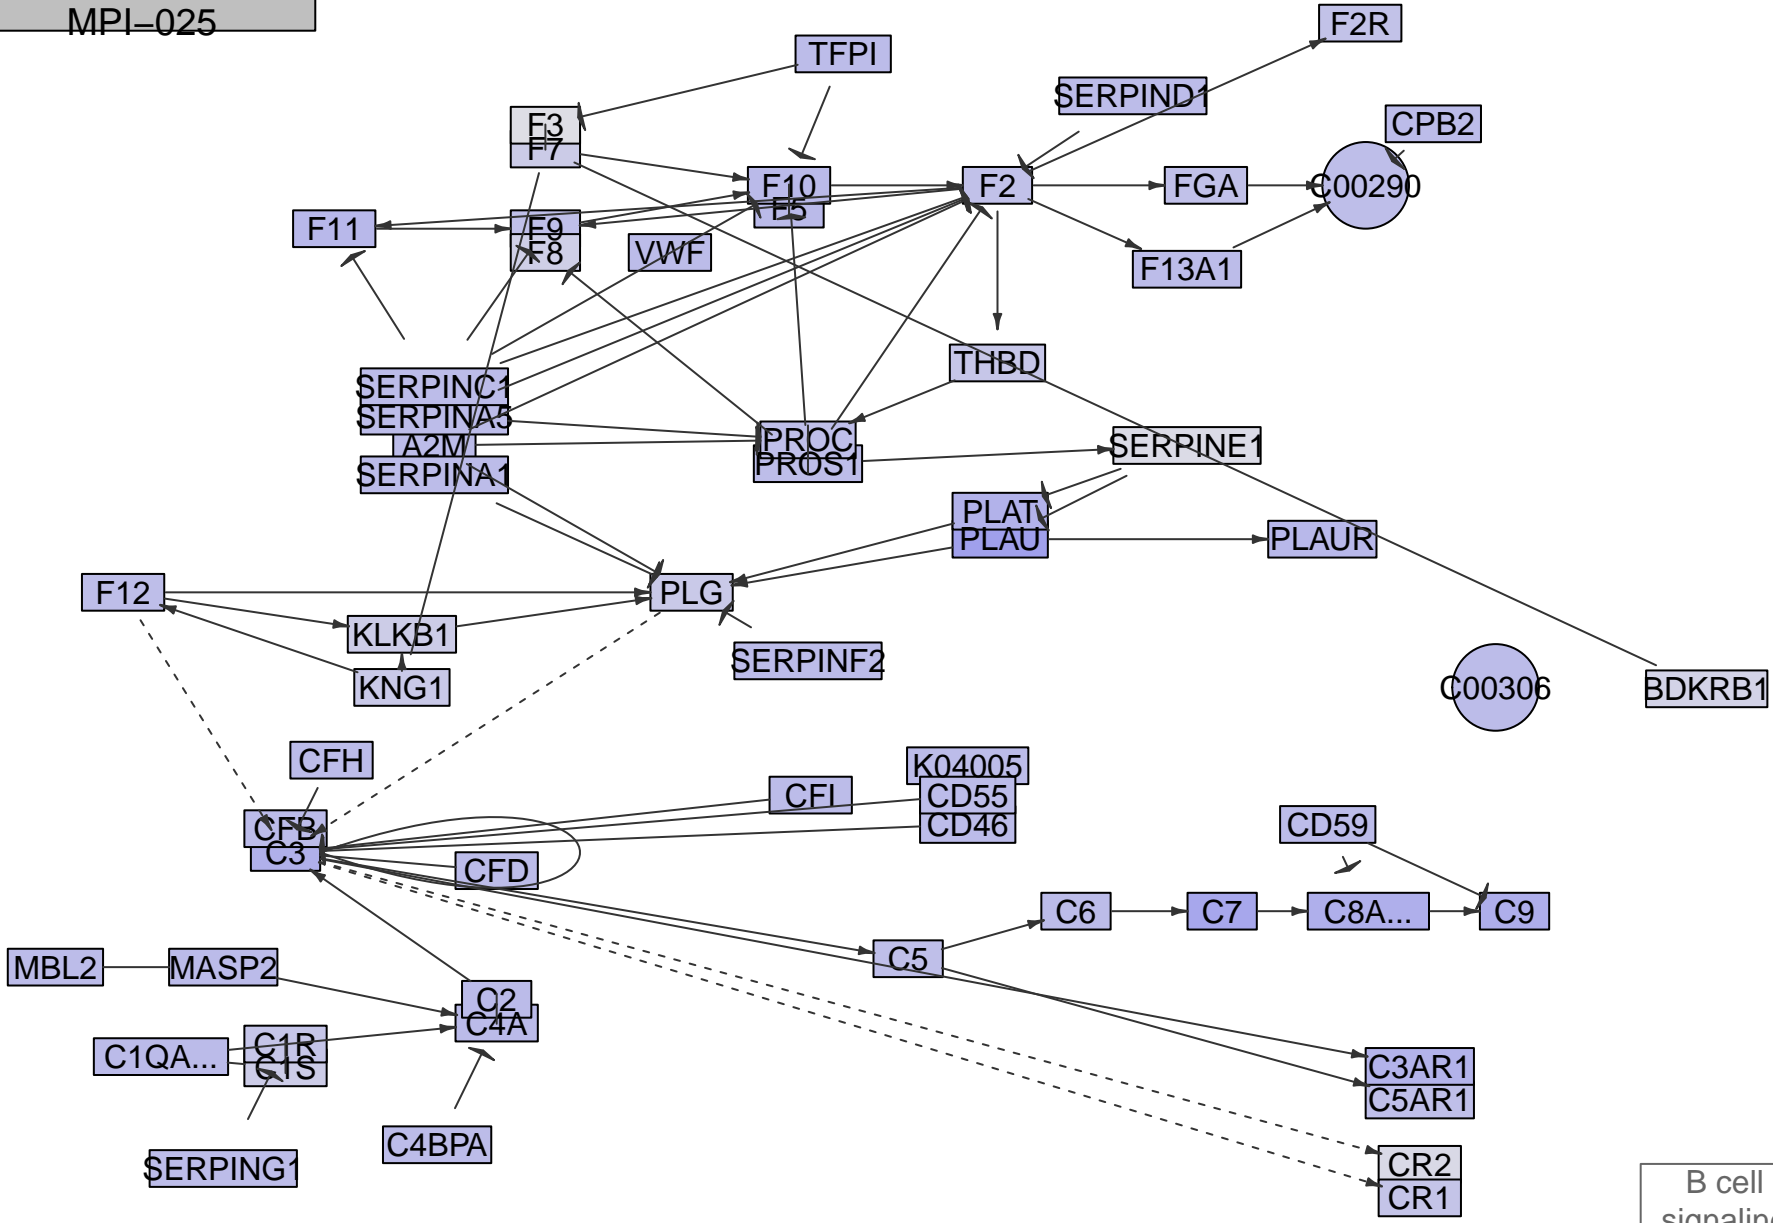 MPI–025
F2R
TFPI
SERPIND1
CPB2
F3
F7
F10
F5
F2
FGA
C00290
F11
F9
F8
VWF
F13A1
THBD
SERPINC1
SERPINA5
A2M
SERPINA1
PROC
PROS1
SERPINE1
PLAT
PLAU
PLAUR
F12
PLG
KLKB1
KNG1
SERPINF2
C00306
BDKRB1
CFH
CFI
K04005
CD55
CD46
CFB
C3
CFD
CD59
C6
C7
C8A...
C9
C5
MBL2
MASP2
C2
C4A
C1QA...
C1R
C1S
C3AR1
C5AR1
C4BPA
SERPING1
CR2
CR1
B cell
signaling